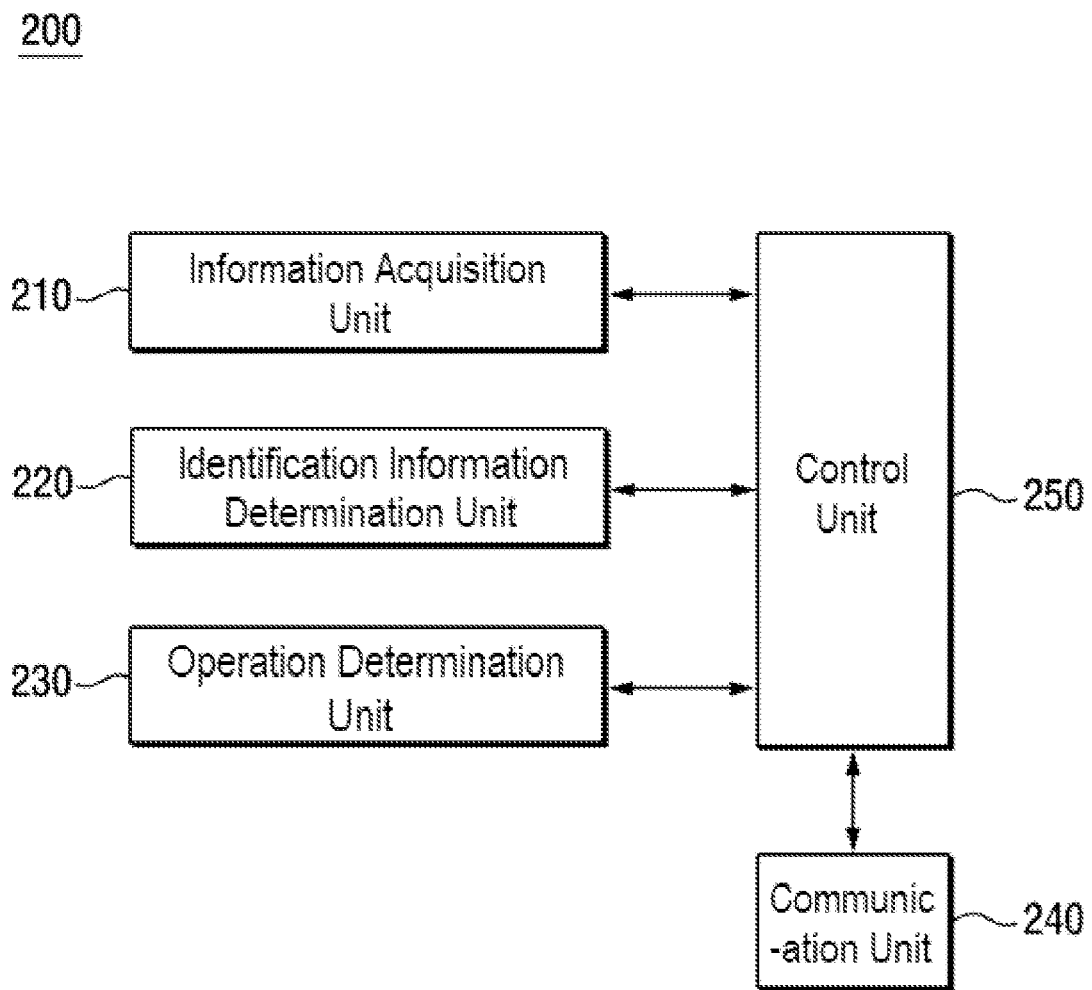 200
210
Information Acquisition
Unit
220
Identification Information
Determination Unit
230
Operation Determination
Unit
Control
Unit
250
Communic
-ation Unit
240